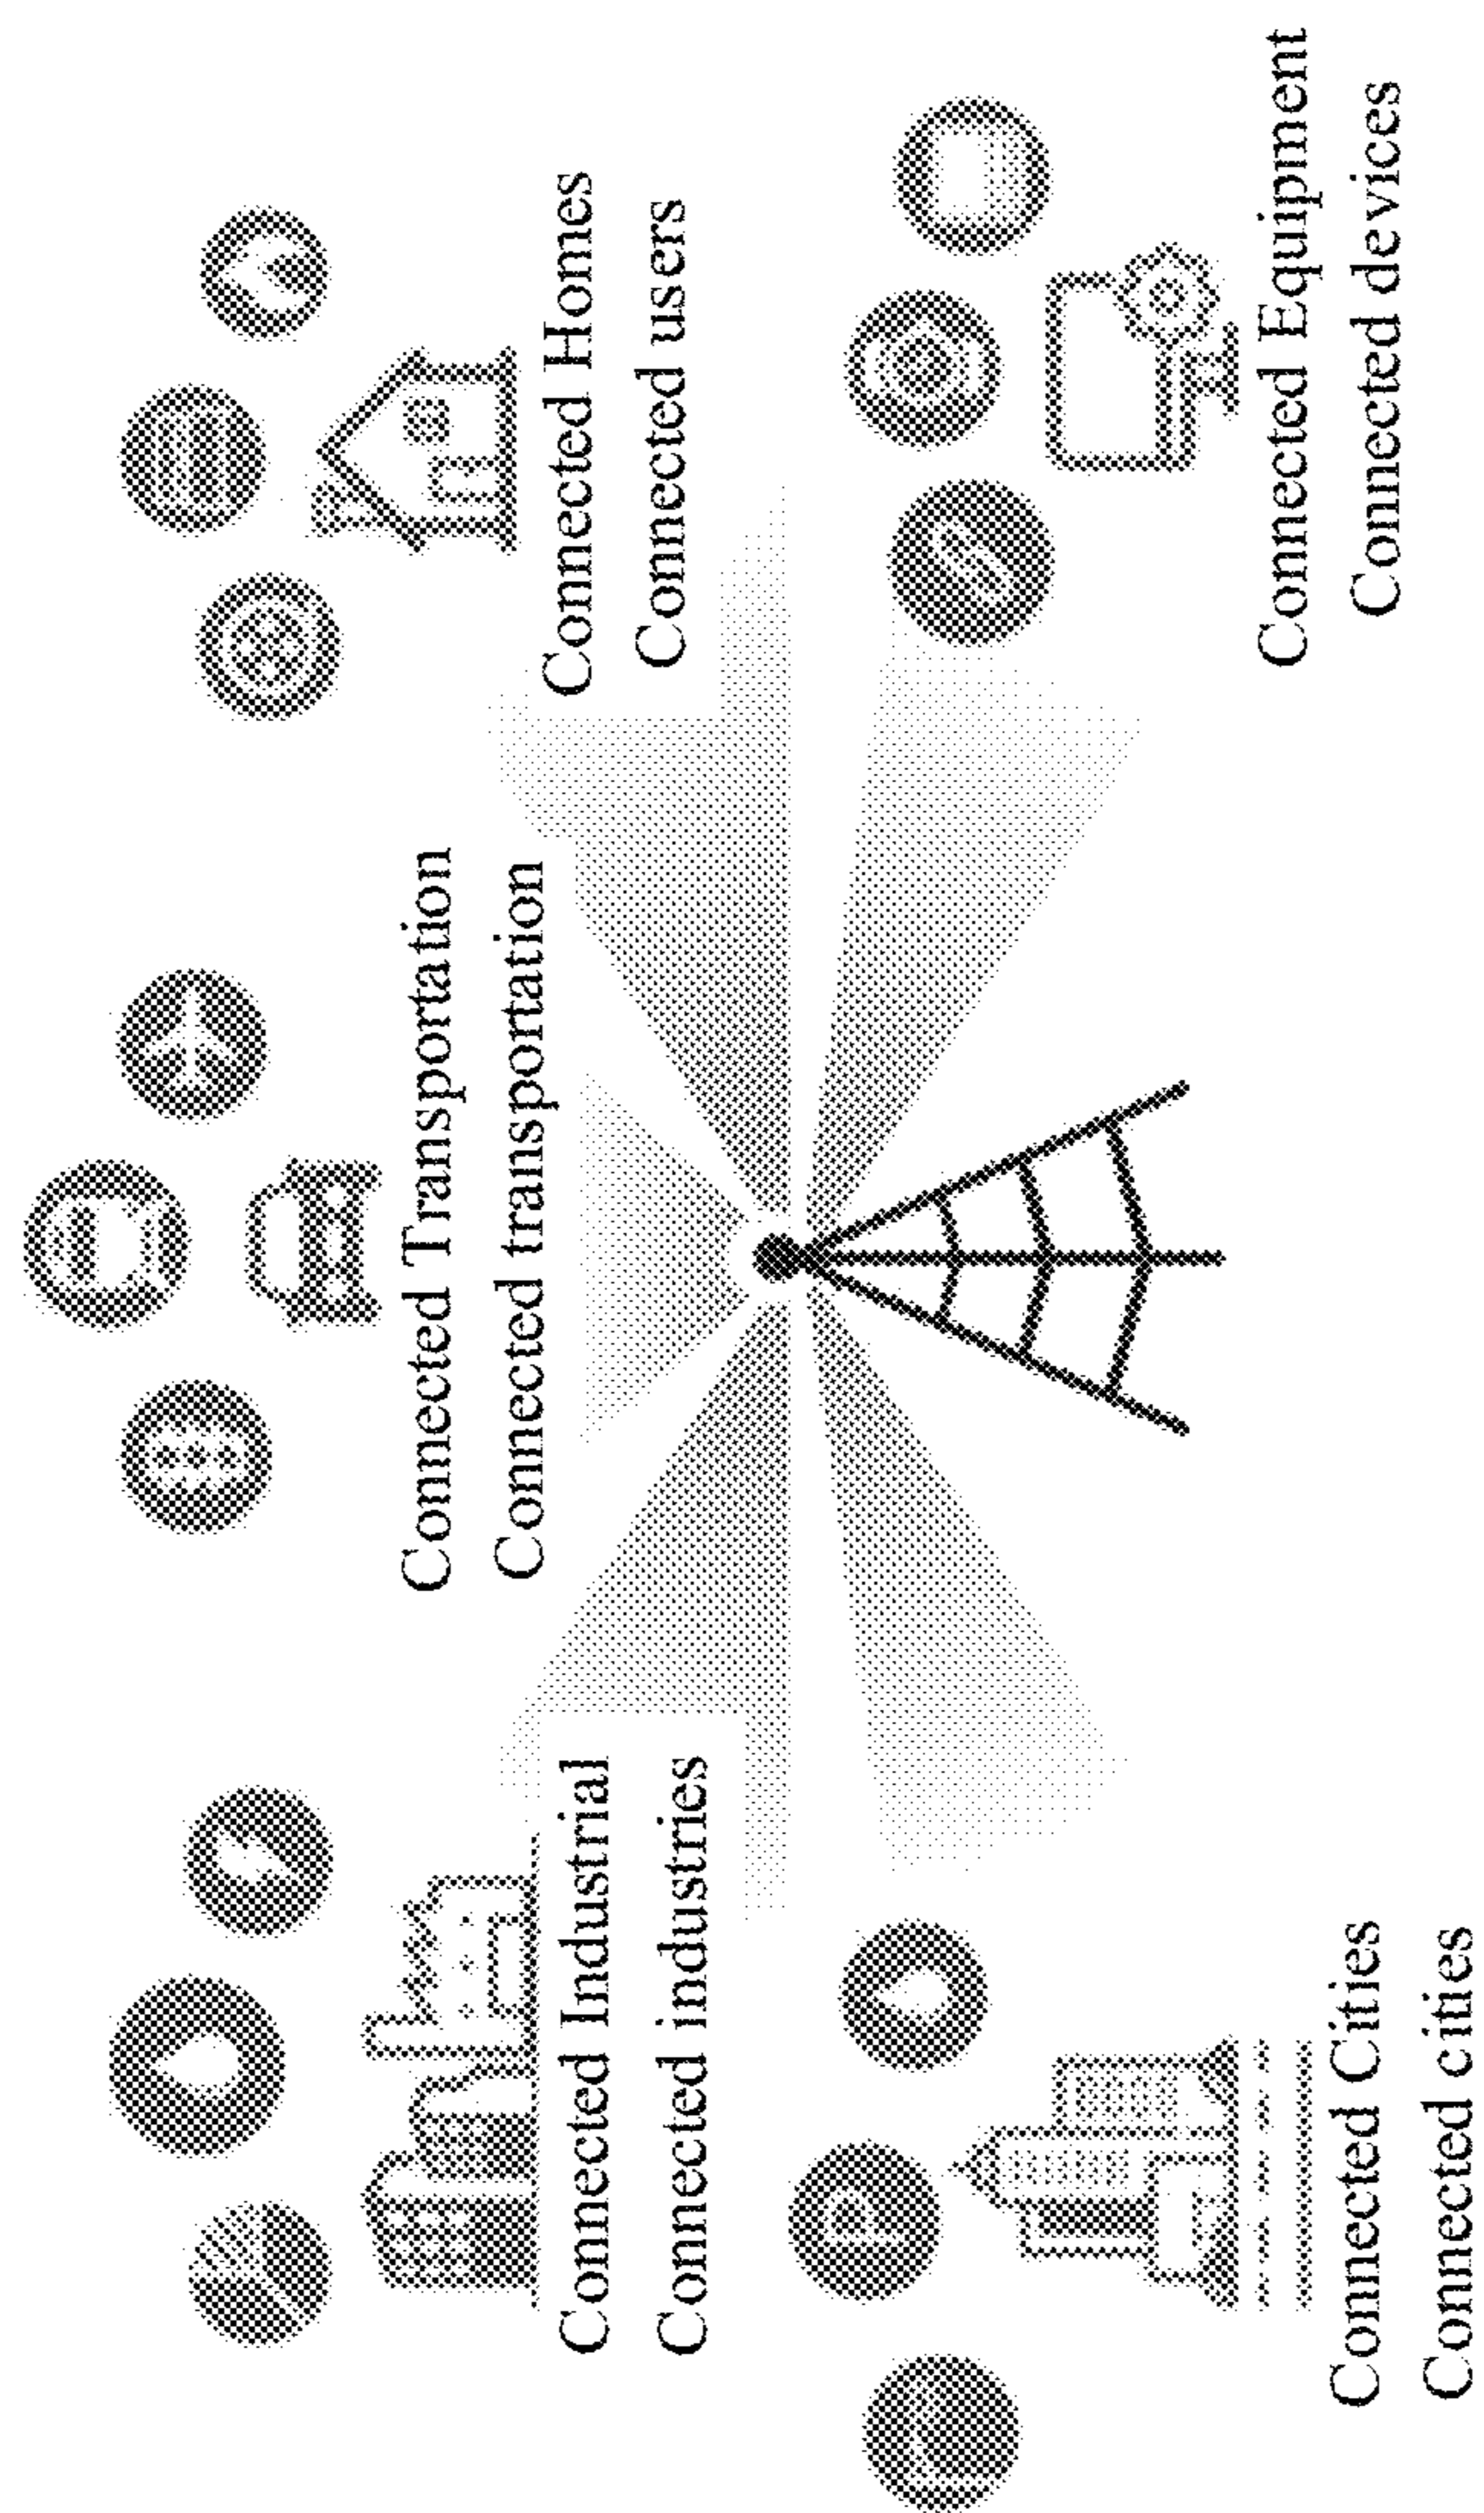 Connected Industrial
Connected industries
Connected Transportation
Connected transportation
Connected Homes
Connected users
Connected Cities
Connected cities
Connected Equipment
Connected devices